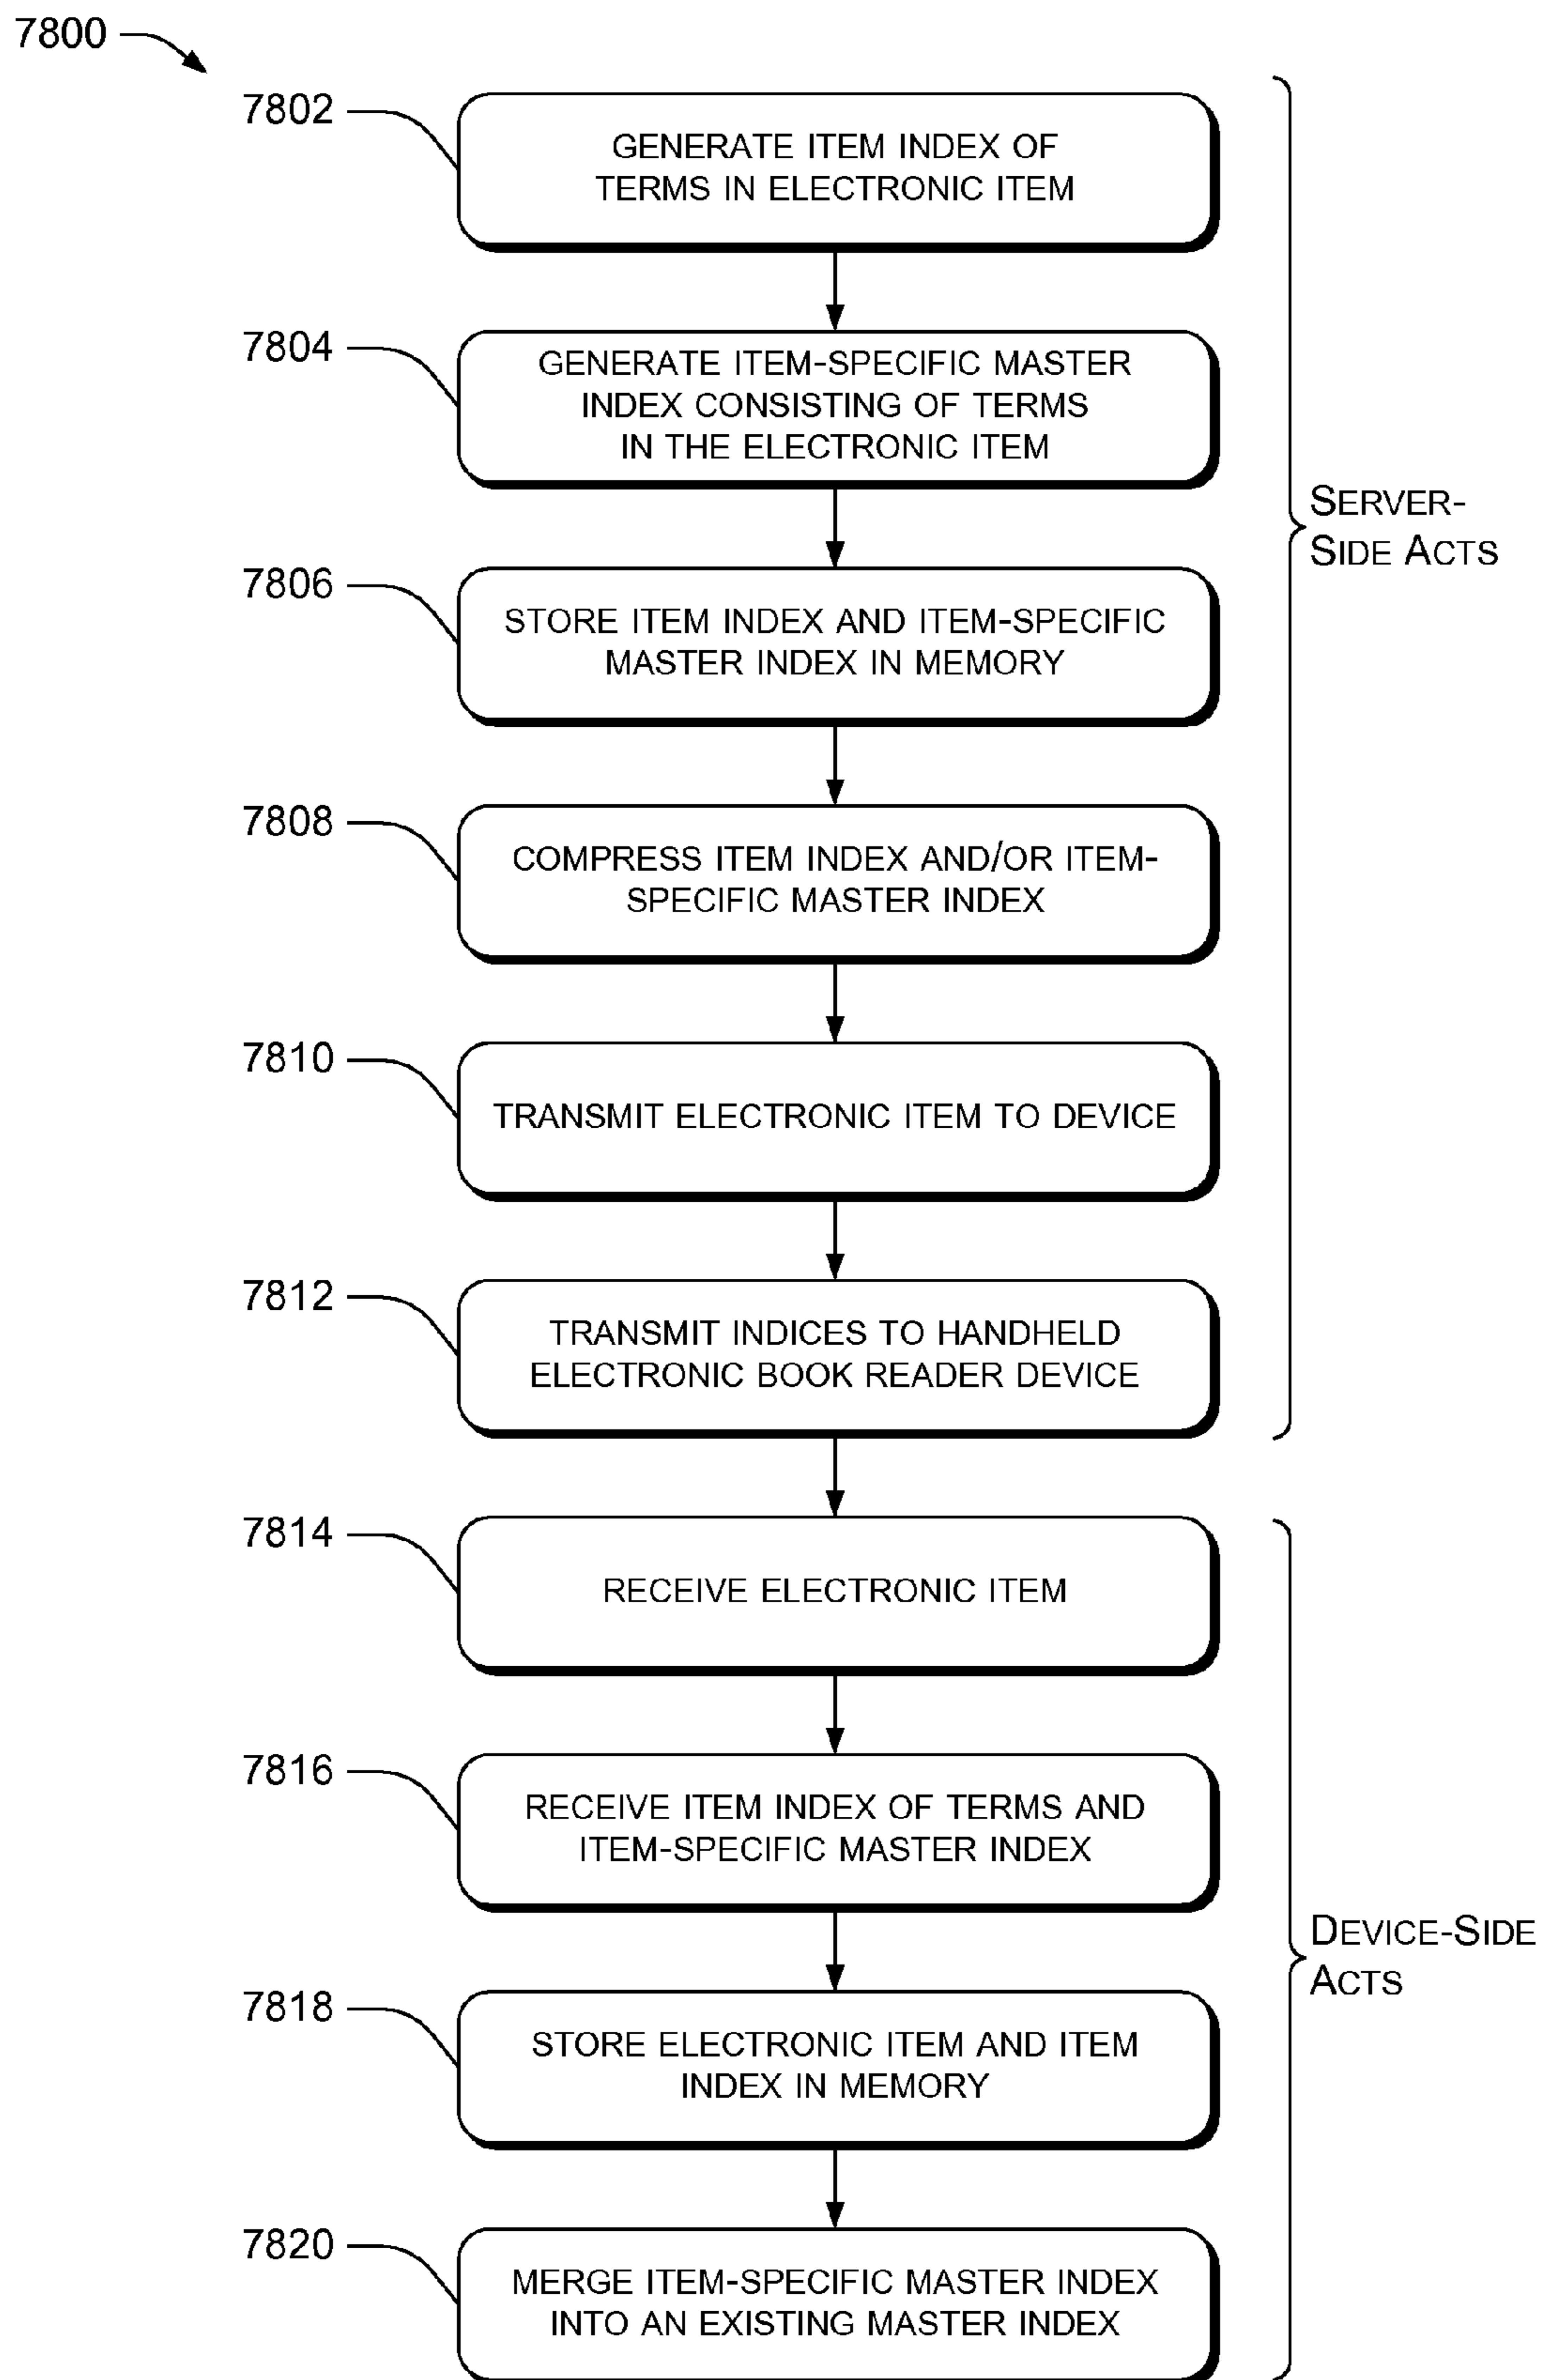 7800
7802
GENERATE ITEM INDEX OF
TERMS IN ELECTRONIC ITEM
7804
GENERATE ITEM-SPECIFIC MASTER
INDEX CONSISTING OF TERMS
IN THE ELECTRONIC ITEM
SERVER-
SIDE ACTS
7806
STORE ITEM INDEX AND ITEM-SPECIFIC
MASTER INDEX IN MEMORY
7808
COMPRESS ITEM INDEX AND/OR ITEM-
SPECIFIC MASTER INDEX
7810
TRANSMIT ELECTRONIC ITEM TO DEVICE
7812
TRANSMIT INDICES TO HANDHELD
ELECTRONIC BOOK READER DEVICE
7814
RECEIVE ELECTRONIC ITEM
7816
RECEIVE ITEM INDEX OF TERMS AND
ITEM-SPECIFIC MASTER INDEX
DEVICE-SIDE
ACTS
7818
STORE ELECTRONIC ITEM AND ITEM
INDEX IN MEMORY
7820
MERGE ITEM-SPECIFIC MASTER INDEX
INTO AN EXISTING MASTER INDEX